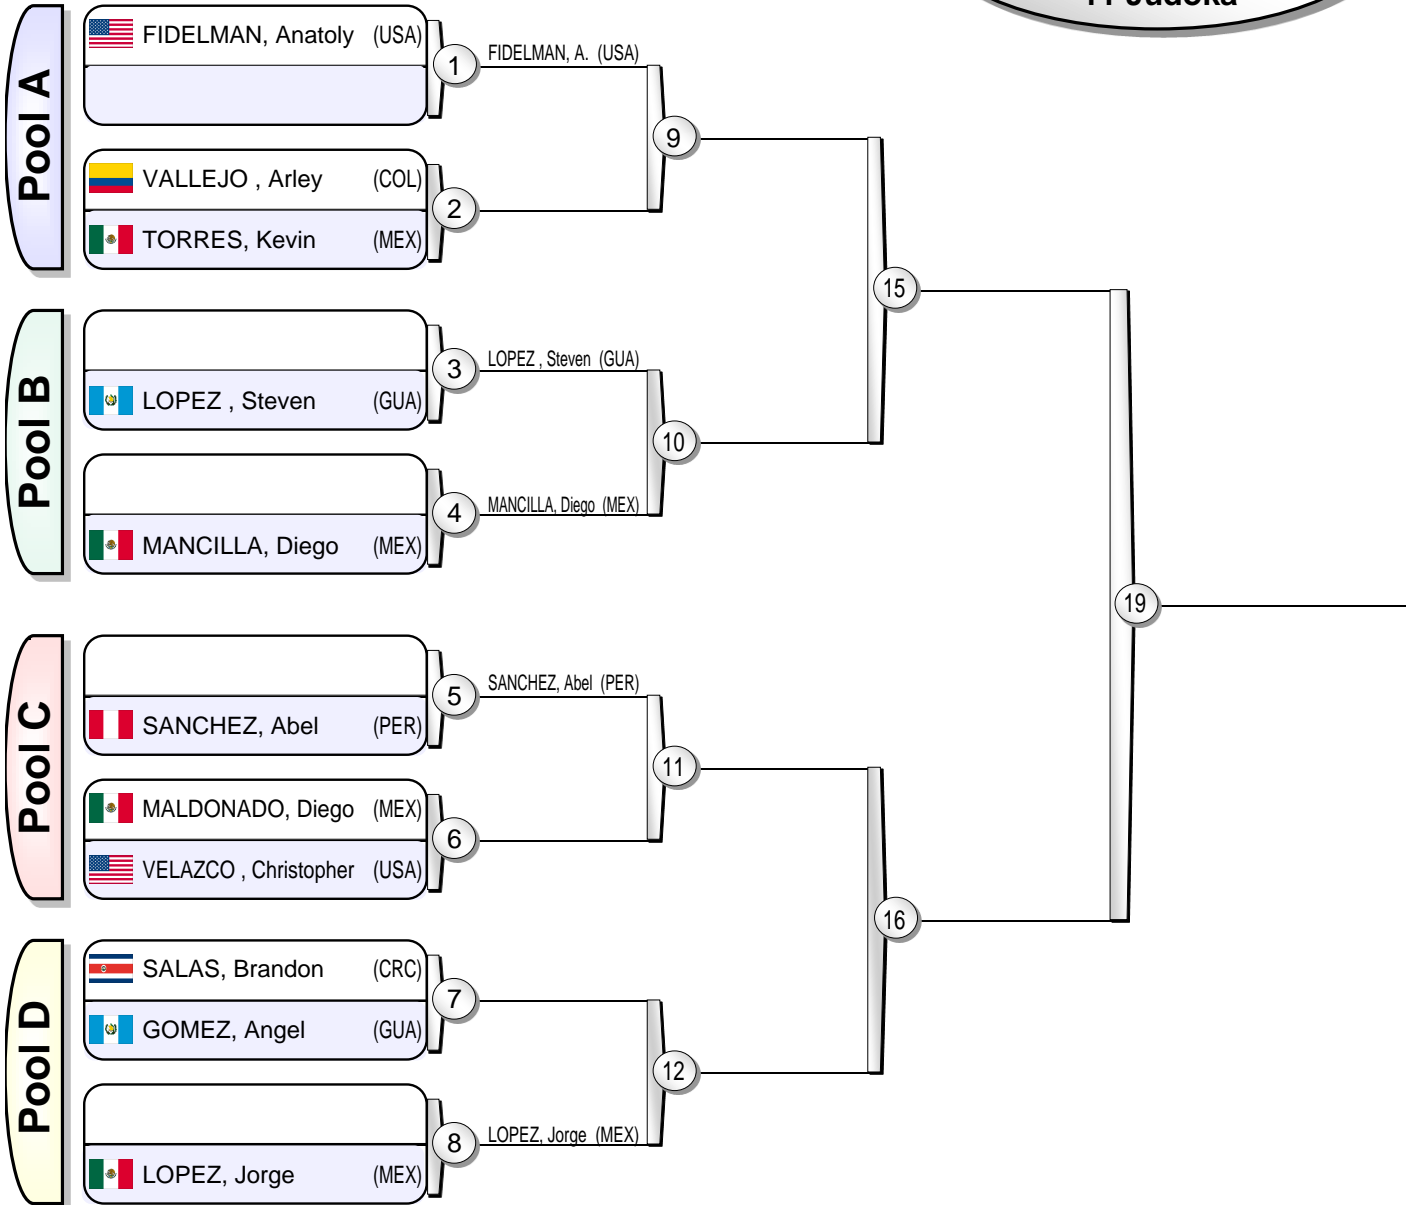 11 Judoka
Pool A
FIDELMAN, Anatoly (USA)
1
FIDELMAN, A. (USA)
9
VALLEJO , Arley (COL)
2
TORRES, Kevin (MEX)
15
Pool B
3
LOPEZ , Steven (GUA)
LOPEZ , Steven (GUA)
10
4
MANCILLA, Diego (MEX)
MANCILLA, Diego (MEX)
19
Pool C
5
SANCHEZ, Abel (PER)
SANCHEZ, Abel (PER)
11
MALDONADO, Diego (MEX)
6
VELAZCO , Christopher (USA)
16
Pool D
SALAS, Brandon (CRC)
7
GOMEZ, Angel (GUA)
12
8
LOPEZ, Jorge (MEX)
LOPEZ, Jorge (MEX)